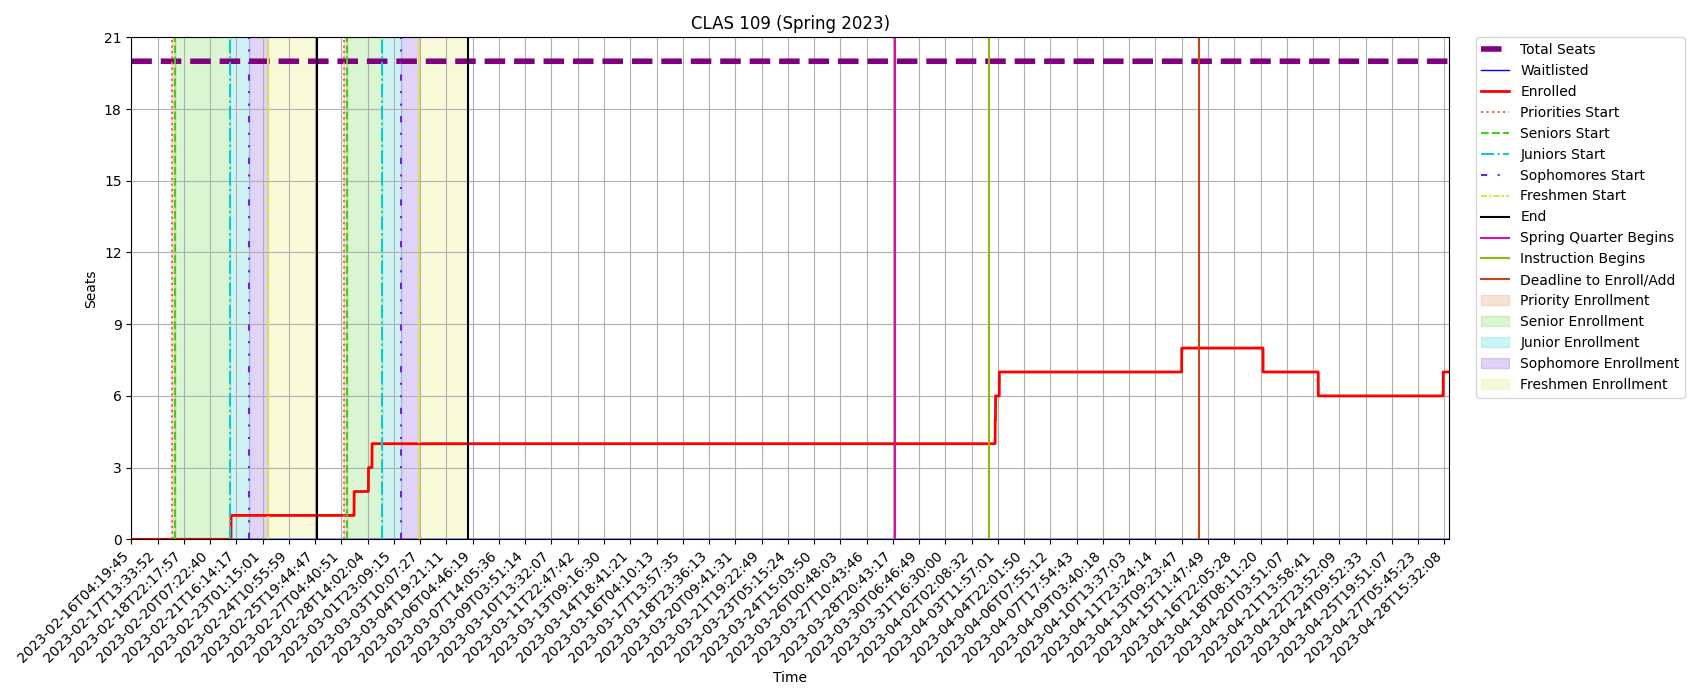 CLAS 109 (Spring 2023)
21
18
15
12
9
6
3
0
Seats
2023-02-16T04:19:45
2023-02-17T13:33:52
2023-02-18T22:17:57
2023-02-20T07:22:40
2023-02-21T16:14:17
2023-02-23T01:15:01
2023-02-24T10:55:59
2023-02-25T19:44:47
2023-02-27T04:40:51
2023-02-28T14:02:04
2023-03-01T23:09:15
2023-03-03T10:07:27
2023-03-04T19:21:11
2023-03-06T04:46:19
2023-03-07T14:05:36
2023-03-09T03:51:14
2023-03-10T13:32:07
2023-03-11T22:47:42
2023-03-13T09:16:30
2023-03-14T18:41:21
2023-03-16T04:10:13
2023-03-17T13:57:35
2023-03-18T23:36:13
2023-03-20T09:41:31
2023-03-21T19:22:49
2023-03-23T05:15:24
2023-03-24T15:03:50
2023-03-26T00:48:03
2023-03-27T10:43:46
2023-03-28T20:43:17
2023-03-30T06:46:49
2023-03-31T16:30:00
2023-04-02T02:08:32
2023-04-03T11:57:01
2023-04-04T22:01:50
2023-04-06T07:55:12
2023-04-07T17:54:43
2023-04-09T03:40:18
2023-04-10T13:37:03
2023-04-11T23:24:14
2023-04-13T09:23:47
2023-04-15T11:47:49
2023-04-16T22:05:28
2023-04-18T08:11:20
2023-04-20T03:51:07
2023-04-21T13:58:41
2023-04-22T23:52:09
2023-04-24T09:52:33
2023-04-25T19:51:07
2023-04-27T05:45:23
2023-04-28T15:32:08
Time
Total Seats
Waitlisted
Enrolled
Priorities Start
Seniors Start
Juniors Start
Sophomores Start
Freshmen Start
End
Spring Quarter Begins
Instruction Begins
Deadline to Enroll/Add
Priority Enrollment
Senior Enrollment
Junior Enrollment
Sophomore Enrollment
Freshmen Enrollment